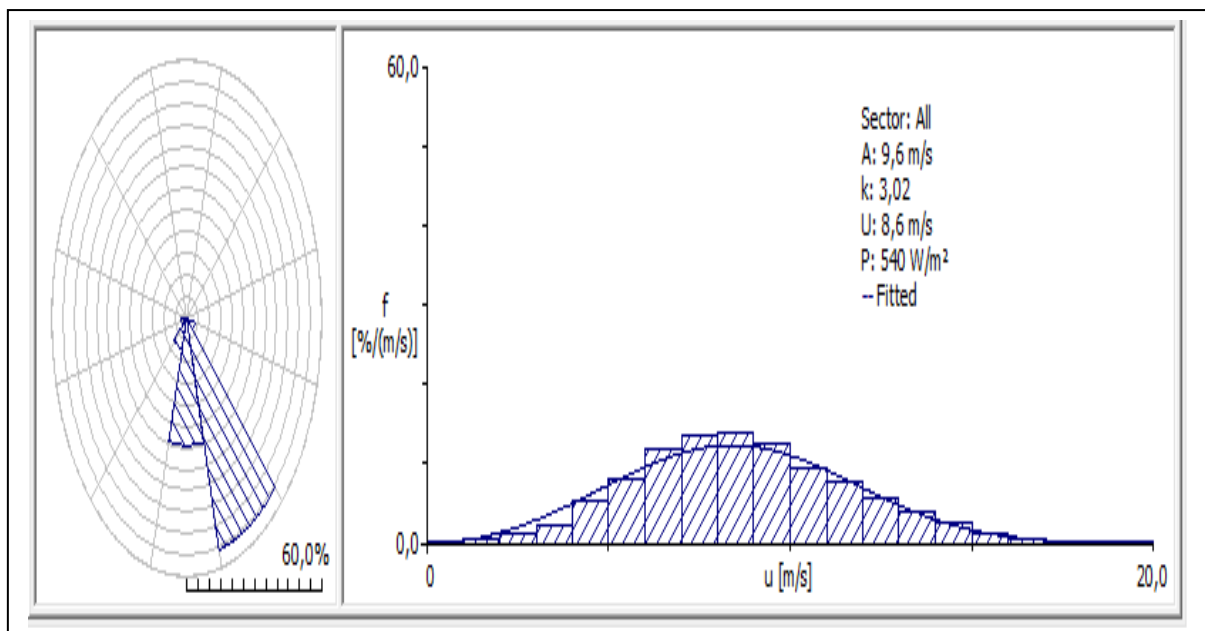 60,0%
60,0
f
[%/(m/s)]
0,0
0
u [m/s]
20,0
Sector: All
A: 9,6 m/s
k: 3,02
U: 8,6 m/s
P: 540 W/m²
-- Fitted